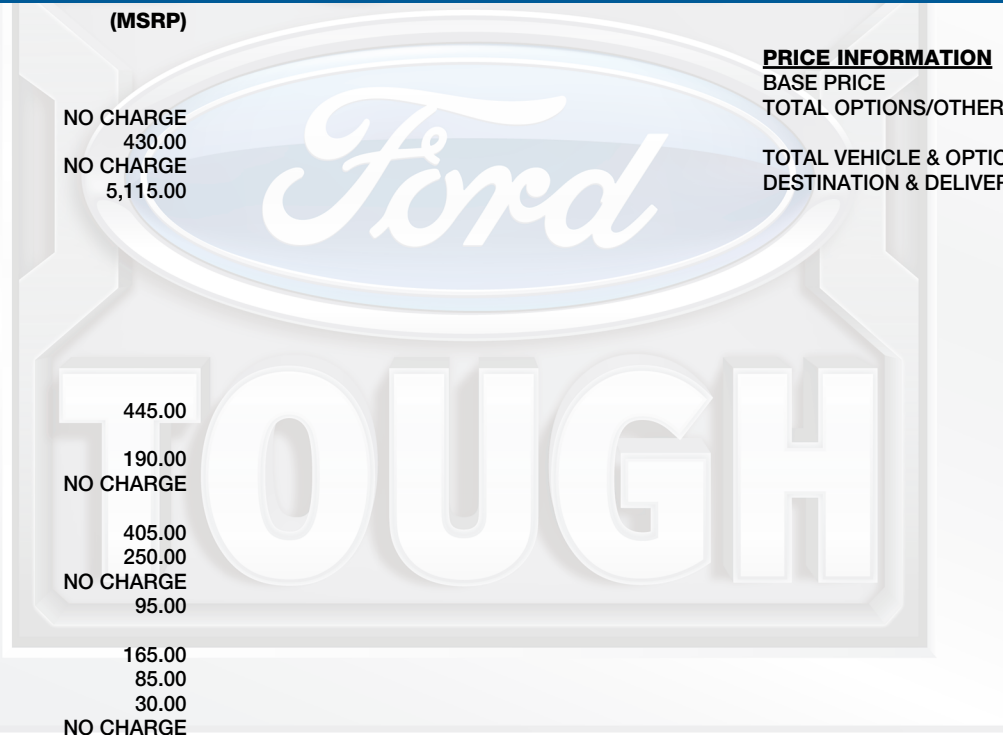 (MSRP)
NO CHARGE
430.00
NO CHARGE
5,115.00
445.00
190.00
NO CHARGE
405.00
250.00
NO CHARGE
95.00
165.00
85.00
30.00
NO CHARGE
PRICE INFORMATION
BASE PRICE
TOTAL OPTIONS/OTHER
TOTAL VEHICLE & OPTIO
DESTINATION & DELIVER
Ford
TOUGH